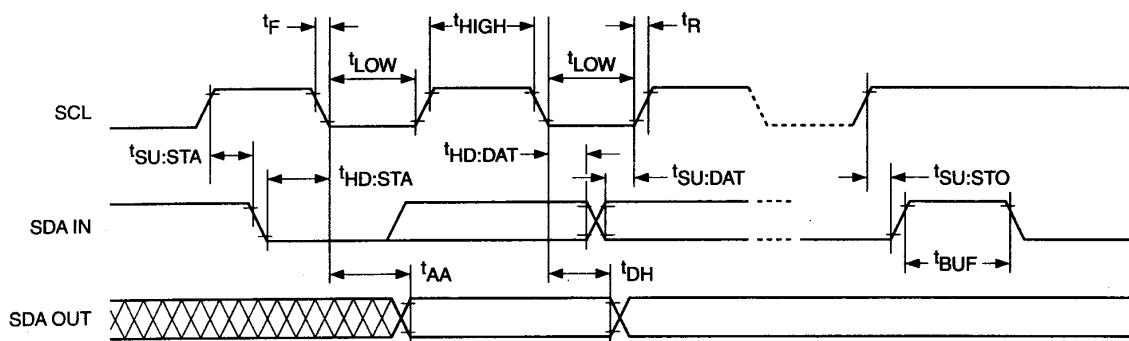 tF
tHIGH
tR
tLOW
tLOW
SCL
tSU:STA
tHD:STA
tHD:DAT
tSU:DAT
tSU:STO
SDA IN
tBUF
tAA
tDH
SDA OUT